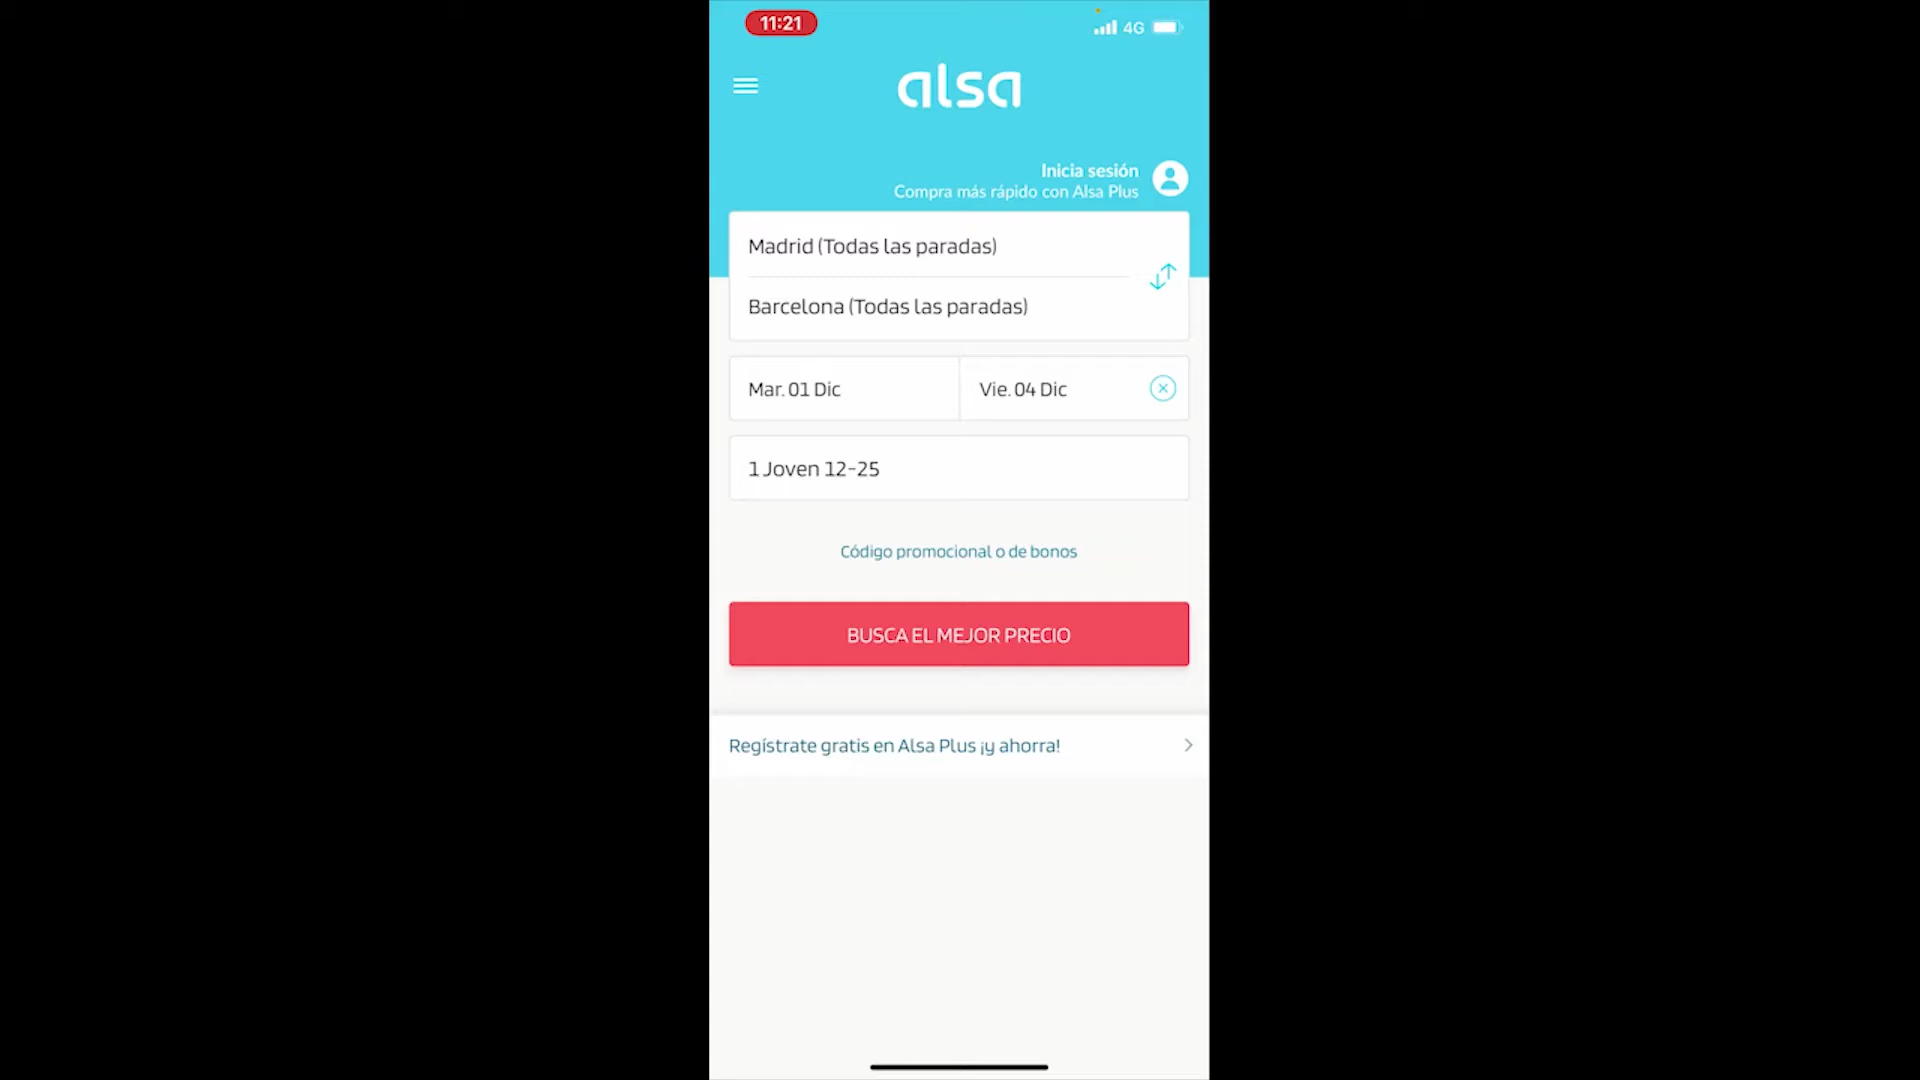 11:21
4G
alsa
Inicia sesión
Compra más rápido con Alsa Plus
Madrid (Todas las paradas)
Barcelona (Todas las paradas)
Mar. 01 Dic
Vie. 04 Dic
1 Joven 12-25
Código promocional o de bonos
BUSCA EL MEJOR PRECIO
Regístrate gratis en Alsa Plus ¡y ahorra!